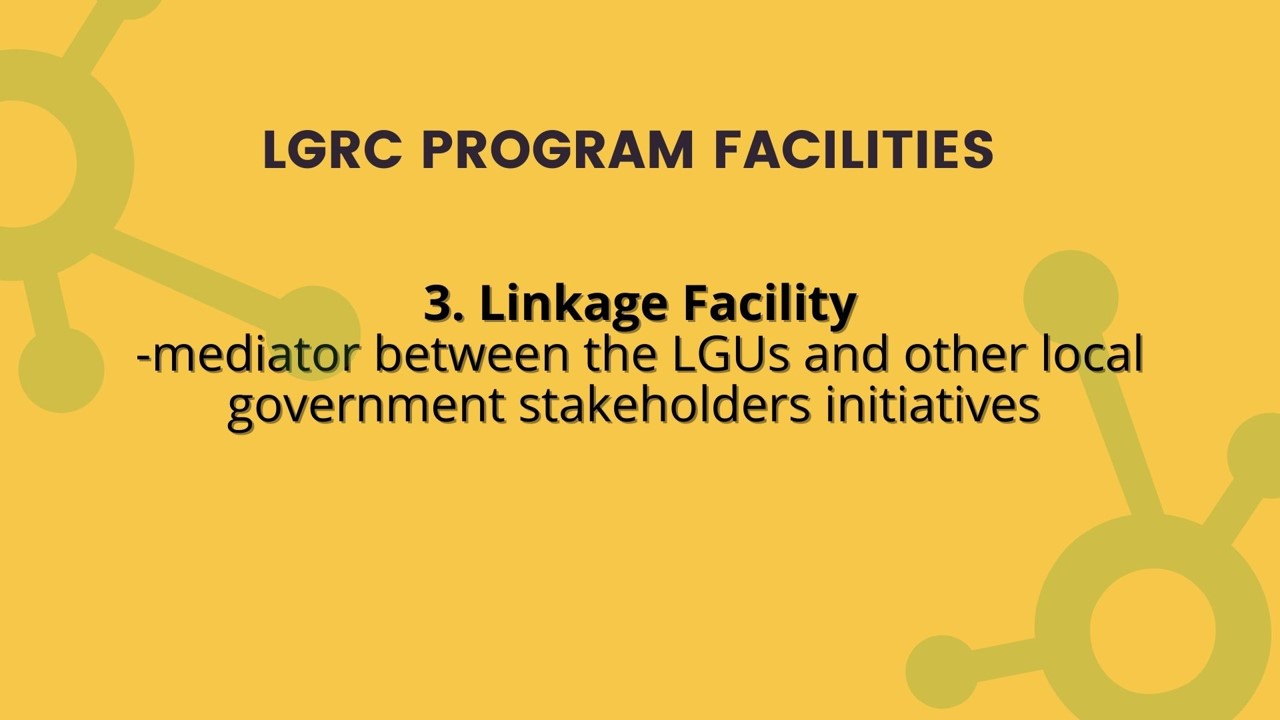 LGRC PROGRAM FACILITIES
3. Linkage Facility
-mediator between the LGUs and other local
government stakeholders initiatives